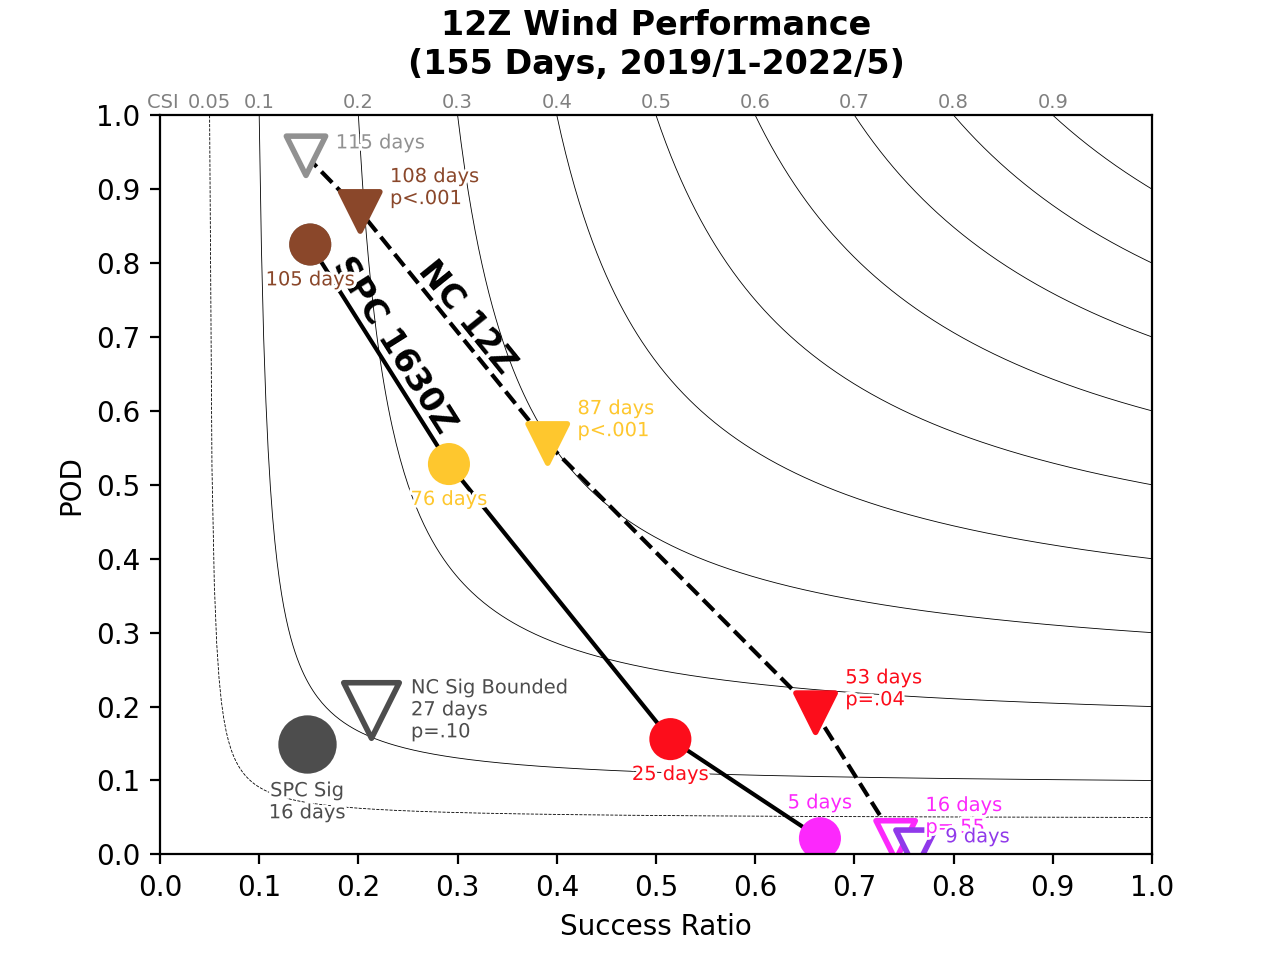 12Z Wind Performance
(155 Days, 2019/1-2022/5)
CSI 0.05 0.1 0.2 0.3 0.4 0.5 0.6 0.7 0.8 0.9
1.0
0.9
0.8
0.7
0.6
0.5
0.4
0.3
0.2
0.1
0.0
POD
115 days
108 days
p<.001
105 days
SPC 1630Z
NC 12Z
87 days
p<.001
76 days
53 days
p=.04
NC Sig Bounded
27 days
p=.10
SPC Sig
16 days
25 days
5 days
16 days
p=.55
9 days
0.0 0.1 0.2 0.3 0.4 0.5 0.6 0.7 0.8 0.9 1.0
Success Ratio